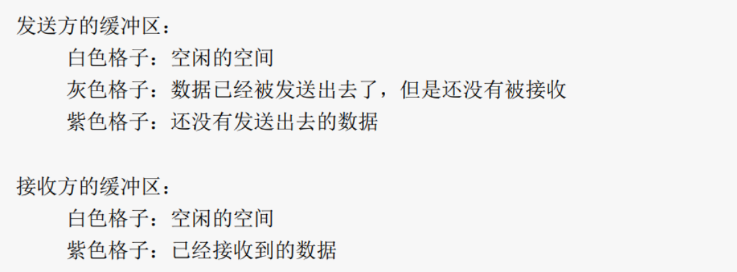 发送方的缓冲区：
白色格子：空闲的空间
灰色格子：数据已经被发送出去了，但是还没有被接收
紫色格子：还没有发送出去的数据
接收方的缓冲区：
白色格子：空闲的空间
紫色格子：已经接收到的数据